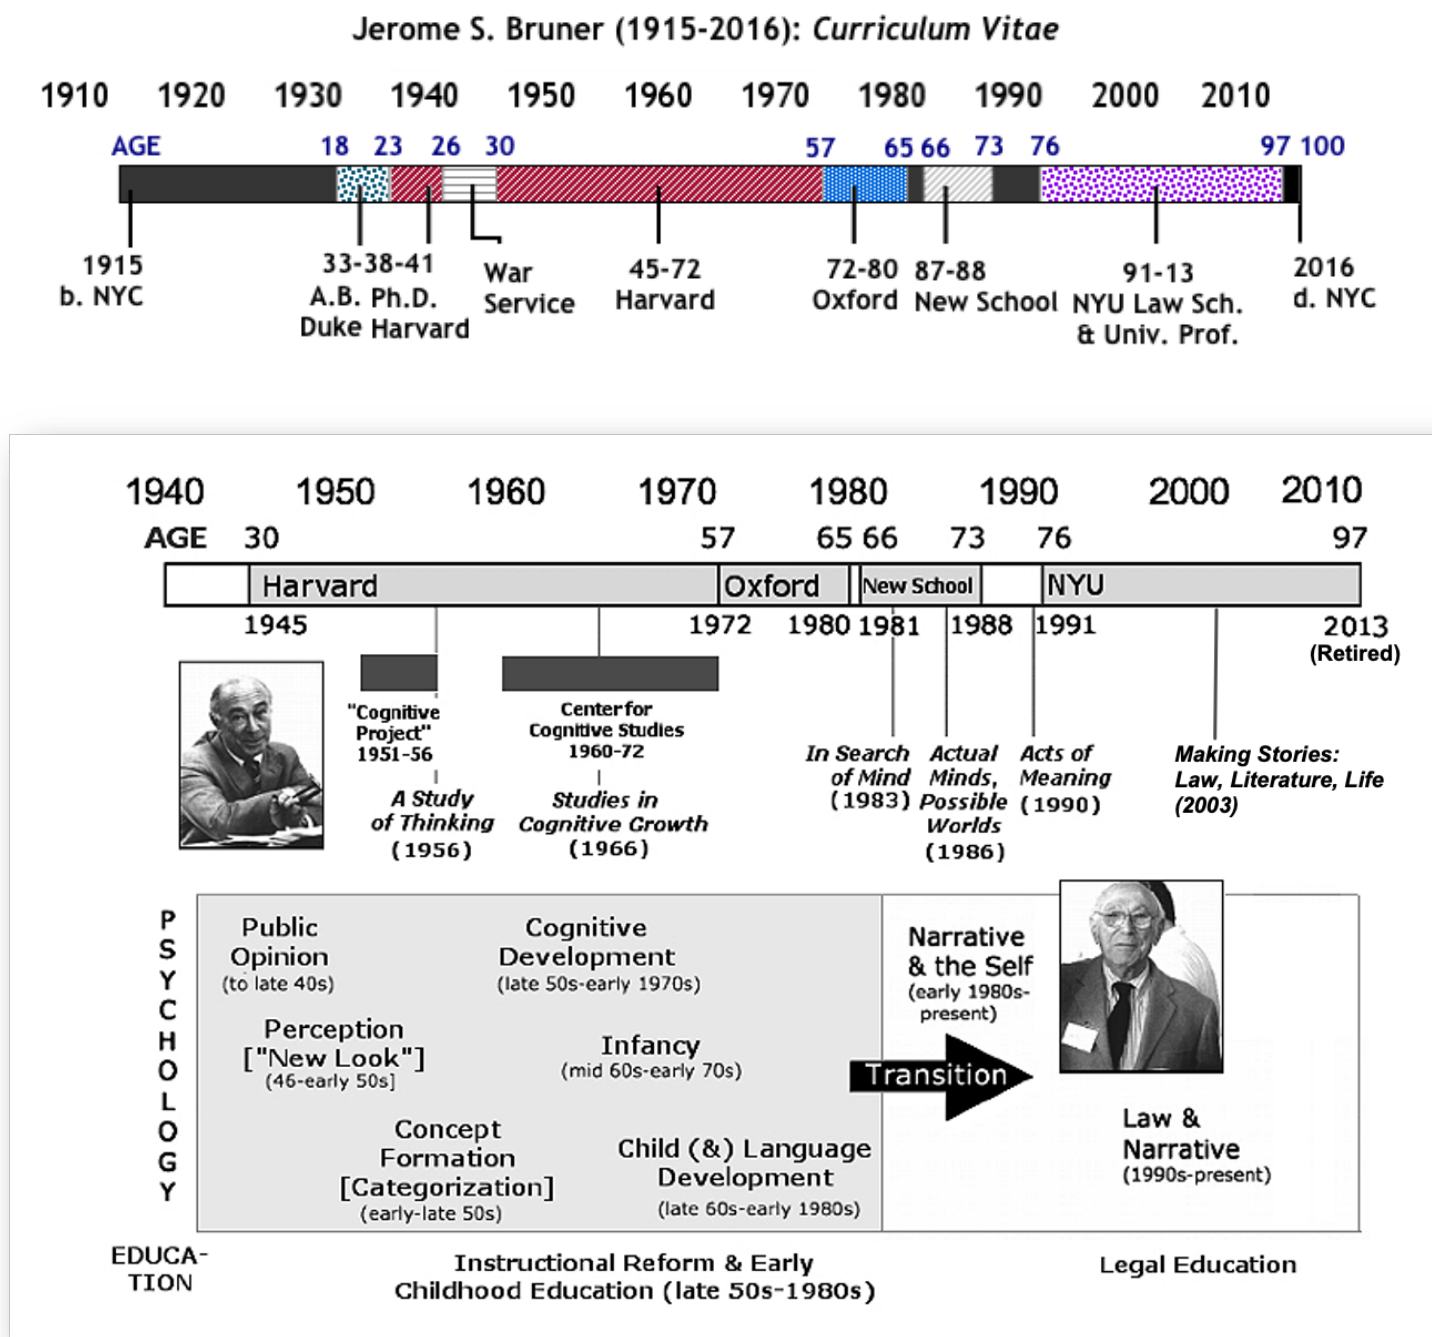 Jerome S. Bruner (1915-2016): Curriculum Vitae
1910 1920 1930 1940 1950 1960 1970 1980 1990 2000 2010
AGE 18 23 26 30 57 65 66 73 76 97 100
1915
b. NYC
33-38-41
A.B. Ph.D.
Duke Harvard
War
Service
45-72
Harvard
72-80
Oxford
87-88
New School
91-13
NYU Law Sch.
& Univ. Prof.
2016
d. NYC
1940 1950 1960 1970 1980 1990 2000 2010
AGE 30 57 65 66 73 76 97
Harvard Oxford New School NYU
1945 1972 1980 1981 1988 1991 2013
(Retired)
"Cognitive
Project"
1951-56
A Study
of Thinking
(1956)
Center for
Cognitive Studies
1960-72
Studies in
Cognitive Growth
(1966)
In Search
of Mind
(1983)
Actual
Minds,
Possible
Worlds
(1986)
Acts of
Meaning
(1990)
Making Stories:
Law, Literature, Life
(2003)
PSYCHOLOGY
Public
Opinion
(to late 40s)
Cognitive
Development
(late 50s-early 1970s)
Narrative
& the Self
(early 1980s-
present)
Perception
["New Look"]
(46-early 50s]
Infancy
(mid 60s-early 70s)
Transition
Concept
Formation
[Categorization]
(early-late 50s)
Child (&) Language
Development
(late 60s-early 1980s)
Law &
Narrative
(1990s-present)
EDUCA-
TION
Instructional Reform & Early
Childhood Education (late 50s-1980s)
Legal Education